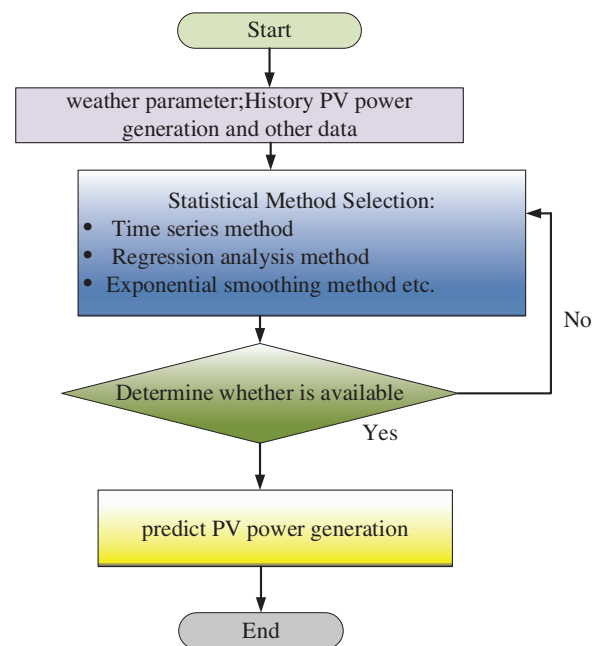 Start
weather parameter;History PV power
generation and other data
Statistical Method Selection:
• Time series method
• Regression analysis method
• Exponential smoothing method etc.
No
Determine whether is available
Yes
predict PV power generation
End